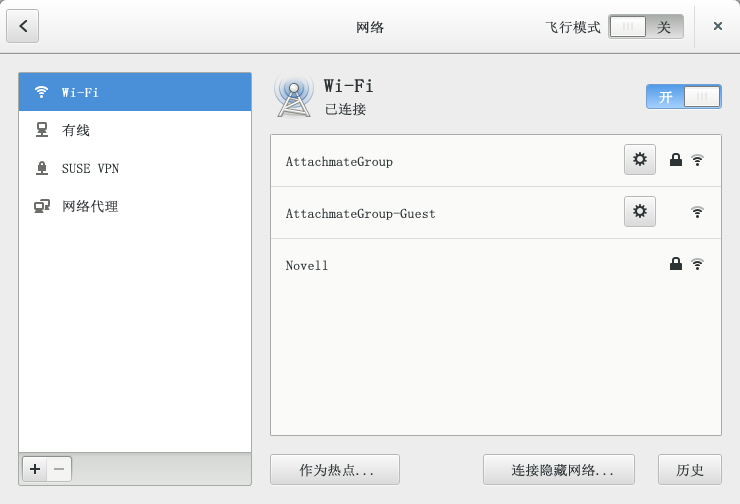 网络
飞行模式 关
Wi-Fi
有线
SUSE VPN
网络代理
Wi-Fi
已连接
开
AttachmateGroup
AttachmateGroup-Guest
Novell
作为热点...
连接隐藏网络...
历史